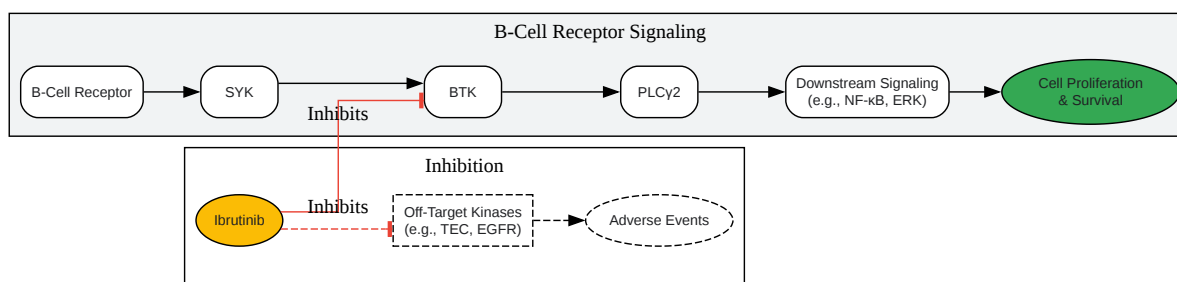 B-Cell Receptor Signaling
B-Cell Receptor
SYK
BTK
PLCγ2
Downstream Signaling
(e.g., NF-κB, ERK)
Cell Proliferation
& Survival
Inhibits
Inhibition
Ibrutinib
Inhibits
Off-Target Kinases
(e.g., TEC, EGFR)
Adverse Events